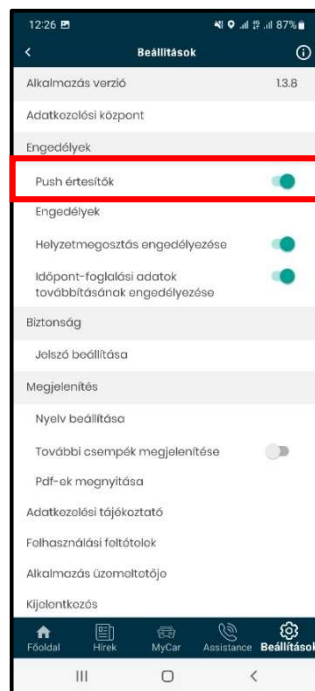 12:26 87%
Beállítások
Alkalmazás verzió 1.3.8
Adatkezelési központ
Engedélyek
Push értesítők
Engedélyek
Helyzetmegosztás engedélyezése
Időpont-foglalási adatok
továbbításának engedélyezése
Biztonság
Jelszó beállítása
Megjelenítés
Nyelv beállítása
További csempék megjelenítése
Pdf-ek megnyitása
Adatkezelési tájékoztató
Felhasználási feltételek
Alkalmazás üzemeltetője
Kijelentkezés
Főoldal Hírek MyCar Assistance Beállítások